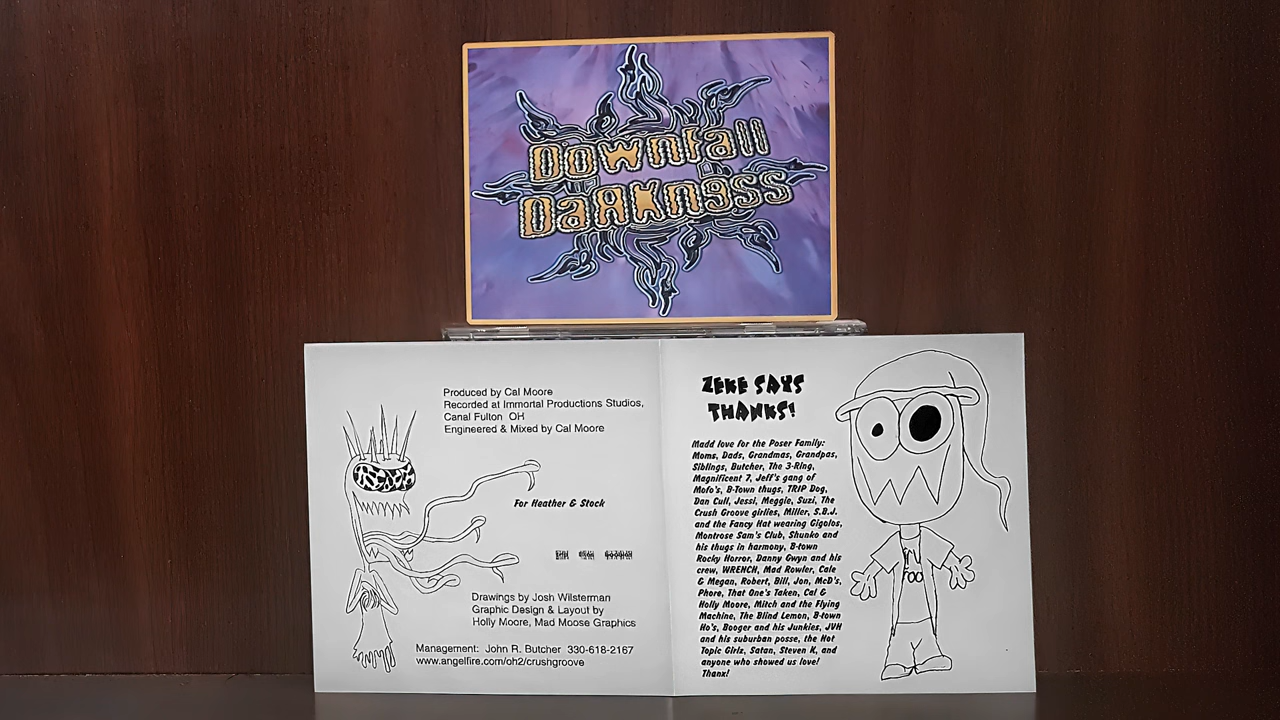 Downfall
DaRKn3ss
Produced by Cal Moore
Recorded at Immortal Productions Studios,
Canal Fulton OH
Engineered & Mixed by Cal Moore
For Heather & Stock
Drawings by Josh Wilsterman
Graphic Design & Layout by
Holly Moore, Mad Moose Graphics
Management: John R. Butcher 330-618-2167
www.angelfire.com/oh2/crushgroove
ZEKE SAYS
THANKS!
Madd love for the Poser Family:
Moms, Dads, Grandmas, Grandpas,
Siblings, Butcher, The 3-Ring,
Magnificent 7, Jeff's gang of
Mofo's, B-Town thugs, TRIP Dog,
Dan Cull, Jessi, Meggie, Suzi, The
Crush Groove girlies, Miller, S.B.J.
and the Fancy Hat wearing Gigolos,
Montrose Sam's Club, Shunko and
his thugs in harmony, B-town
Rocky Horror, Danny Gwyn and his
crew, WRENCH, Mad Rowler, Cale
& Megan, Robert, Bill, Jon, McD's,
Phore, That One's Taken, Cal &
Holly Moore, Mitch and the Flying
Machine, The Blind Lemon, B-town
Ho's, Booger and his Junkies, JVH
and his suburban posse, the Hot
Topic Girlz, Satan, Steven K, and
anyone who showed us love!
Thanx!
FOO